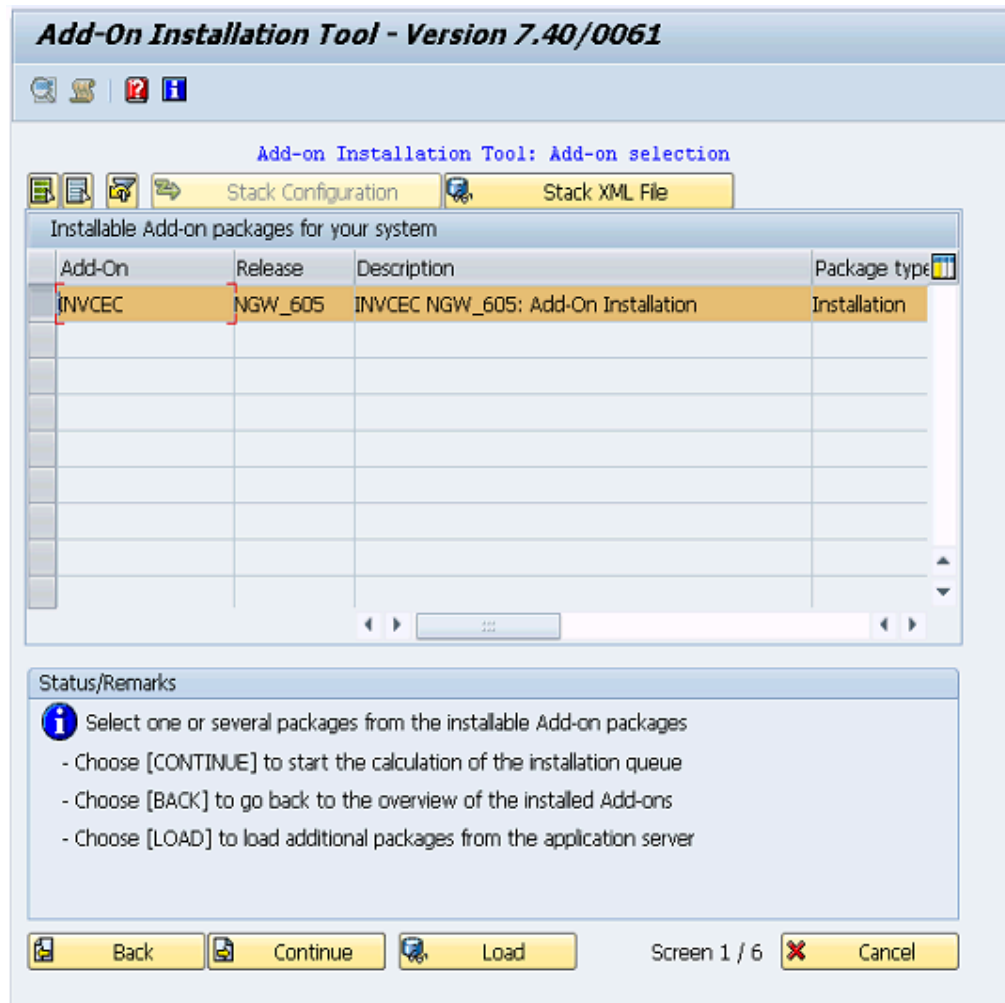 Add-On Installation Tool - Version 7.40/0061
Add-on Installation Tool: Add-on selection
Stack Configuration Stack XML File
Installable Add-on packages for your system
Add-On Release Description Package type
INVCEC NGW_605 INVCEC NGW_605: Add-On Installation Installation
Status/Remarks
Select one or several packages from the installable Add-on packages
- Choose [CONTINUE] to start the calculation of the installation queue
- Choose [BACK] to go back to the overview of the installed Add-ons
- Choose [LOAD] to load additional packages from the application server
Back Continue Load Screen 1 / 6 Cancel